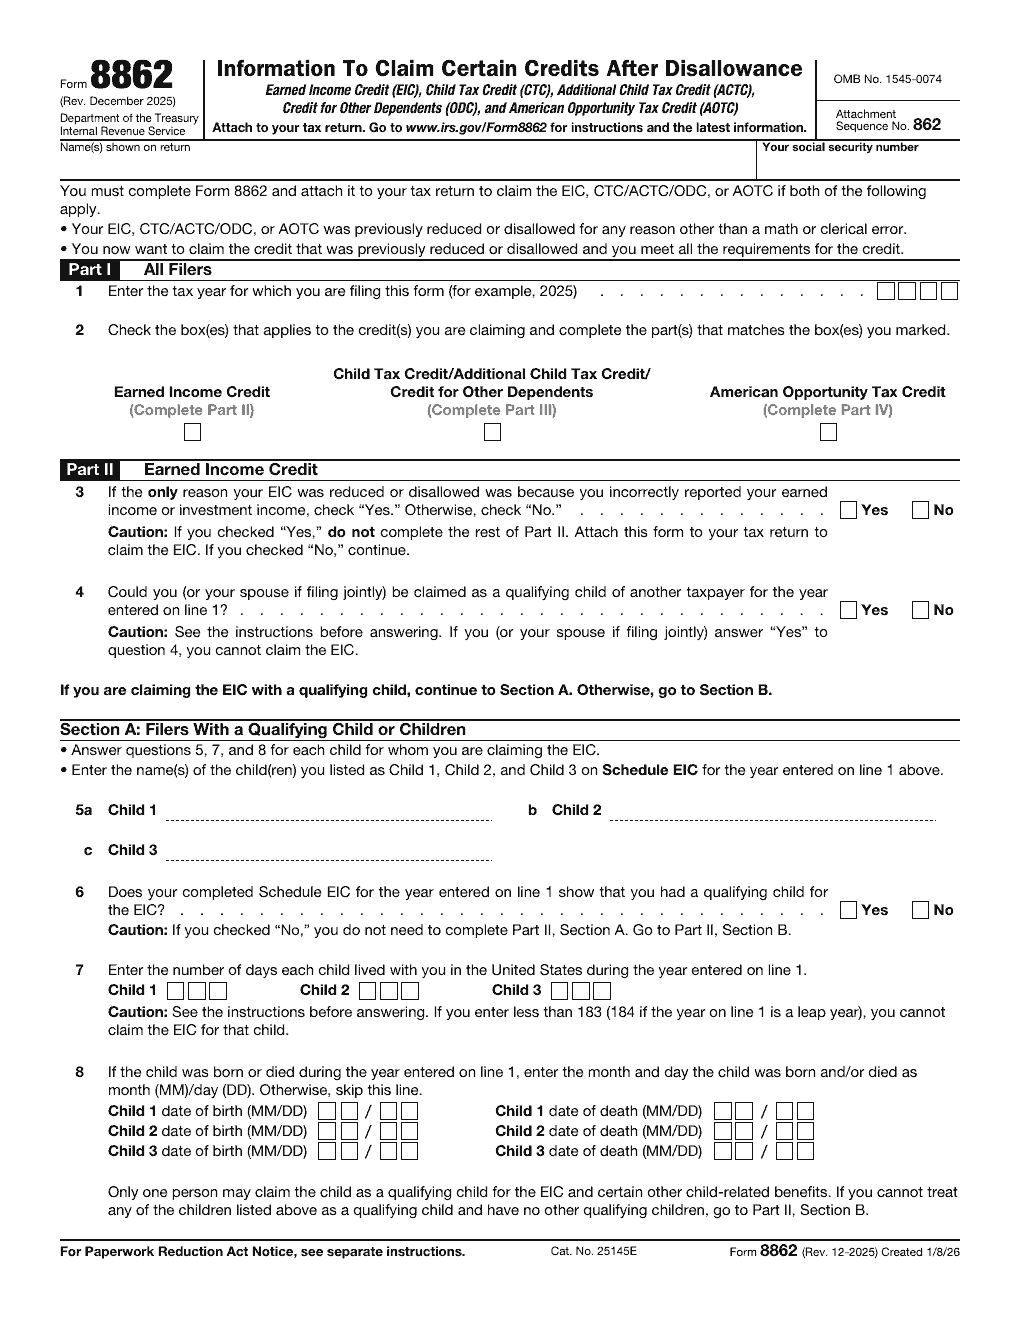 Form 8862
(Rev. December 2025)
Department of the Treasury
Internal Revenue Service
Information To Claim Certain Credits After Disallowance
Earned Income Credit (EIC), Child Tax Credit (CTC), Additional Child Tax Credit (ACTC),
Credit for Other Dependents (ODC), and American Opportunity Tax Credit (AOTC)
Attach to your tax return. Go to www.irs.gov/Form8862 for instructions and the latest information.
OMB No. 1545-0074
Attachment
Sequence No. 862
Name(s) shown on return
Your social security number
You must complete Form 8862 and attach it to your tax return to claim the EIC, CTC/ACTC/ODC, or AOTC if both of the following
apply.
• Your EIC, CTC/ACTC/ODC, or AOTC was previously reduced or disallowed for any reason other than a math or clerical error.
• You now want to claim the credit that was previously reduced or disallowed and you meet all the requirements for the credit.
Part I All Filers
1 Enter the tax year for which you are filing this form (for example, 2025) . . . . . . . . . . . . . .
2 Check the box(es) that applies to the credit(s) you are claiming and complete the part(s) that matches the box(es) you marked.
Earned Income Credit
(Complete Part II)
Child Tax Credit/Additional Child Tax Credit/
Credit for Other Dependents
(Complete Part III)
American Opportunity Tax Credit
(Complete Part IV)
Part II Earned Income Credit
3 If the only reason your EIC was reduced or disallowed was because you incorrectly reported your earned
income or investment income, check “Yes.” Otherwise, check “No.” . . . . . . . . . . . . . Yes No
Caution: If you checked “Yes,” do not complete the rest of Part II. Attach this form to your tax return to
claim the EIC. If you checked “No,” continue.
4 Could you (or your spouse if filing jointly) be claimed as a qualifying child of another taxpayer for the year
entered on line 1? . . . . . . . . . . . . . . . . . . . . . . . . . . . . . . Yes No
Caution: See the instructions before answering. If you (or your spouse if filing jointly) answer “Yes” to
question 4, you cannot claim the EIC.
If you are claiming the EIC with a qualifying child, continue to Section A. Otherwise, go to Section B.
Section A: Filers With a Qualifying Child or Children
• Answer questions 5, 7, and 8 for each child for whom you are claiming the EIC.
• Enter the name(s) of the child(ren) you listed as Child 1, Child 2, and Child 3 on Schedule EIC for the year entered on line 1 above.
5a Child 1 b Child 2
c Child 3
6 Does your completed Schedule EIC for the year entered on line 1 show that you had a qualifying child for
the EIC? . . . . . . . . . . . . . . . . . . . . . . . . . . . . . . . . . Yes No
Caution: If you checked “No,” you do not need to complete Part II, Section A. Go to Part II, Section B.
7 Enter the number of days each child lived with you in the United States during the year entered on line 1.
Child 1 Child 2 Child 3
Caution: See the instructions before answering. If you enter less than 183 (184 if the year on line 1 is a leap year), you cannot
claim the EIC for that child.
8 If the child was born or died during the year entered on line 1, enter the month and day the child was born and/or died as
month (MM)/day (DD). Otherwise, skip this line.
Child 1 date of birth (MM/DD) / Child 1 date of death (MM/DD) /
Child 2 date of birth (MM/DD) / Child 2 date of death (MM/DD) /
Child 3 date of birth (MM/DD) / Child 3 date of death (MM/DD) /
Only one person may claim the child as a qualifying child for the EIC and certain other child-related benefits. If you cannot treat
any of the children listed above as a qualifying child and have no other qualifying children, go to Part II, Section B.
For Paperwork Reduction Act Notice, see separate instructions. Cat. No. 25145E Form 8862 (Rev. 12-2025) Created 1/8/26